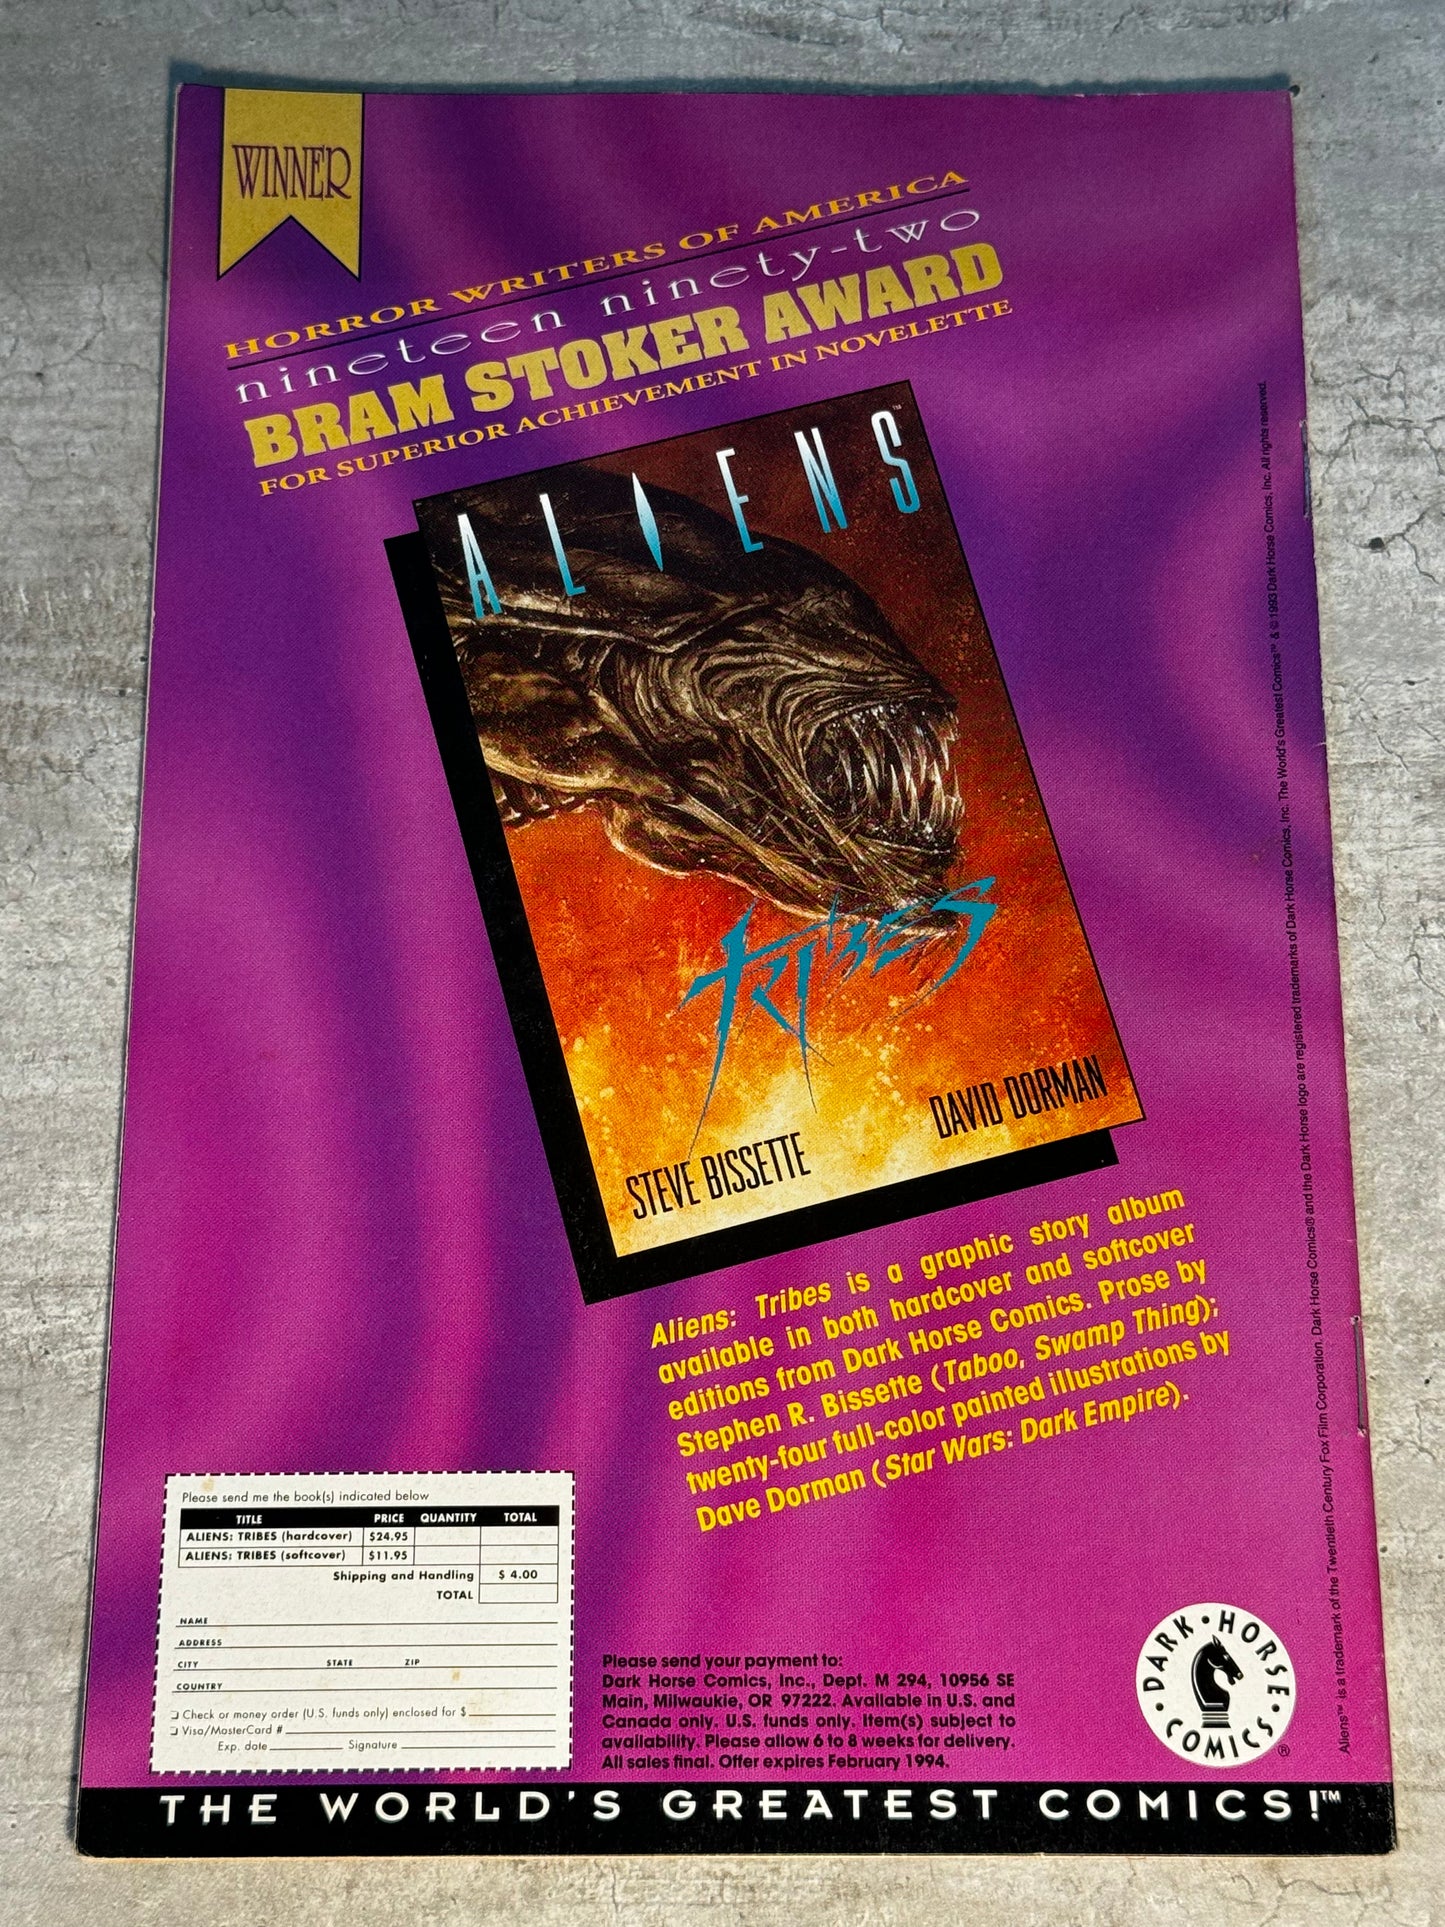 WINNER
HORROR WRITERS OF AMERICA
nineteen ninety-two
BRAM STOKER AWARD
FOR SUPERIOR ACHIEVEMENT IN NOVELETTE
ALIENS™
TRIBES
STEVE BISSETTE
DAVID DORMAN
Aliens: Tribes is a graphic story album
available in both hardcover and softcover
editions from Dark Horse Comics. Prose by
Stephen R. Bissette (Taboo, Swamp Thing);
twenty-four full-color painted illustrations by
Dave Dorman (Star Wars: Dark Empire).
Please send me the book(s) indicated below
TITLE PRICE QUANTITY TOTAL
ALIENS: TRIBES (hardcover) $24.95
ALIENS: TRIBES (softcover) $11.95
Shipping and Handling $ 4.00
TOTAL
NAME
ADDRESS
CITY STATE ZIP
COUNTRY
❏ Check or money order (U.S. funds only) enclosed for $
❏ Visa/MasterCard #
Exp. date Signature
Please send your payment to:
Dark Horse Comics, Inc., Dept. M 294, 10956 SE
Main, Milwaukie, OR 97222. Available in U.S. and
Canada only. U.S. funds only. Item(s) subject to
availability. Please allow 6 to 8 weeks for delivery.
All sales final. Offer expires February 1994.
DARK • HORSE • COMICS •®
Aliens™ is a trademark of the Twentieth Century Fox Film Corporation. Dark Horse Comics® and the Dark Horse logo are registered trademarks of Dark Horse Comics, Inc. The World's Greatest Comics™ & © 1993 Dark Horse Comics, Inc. All rights reserved.
THE WORLD'S GREATEST COMICS!™